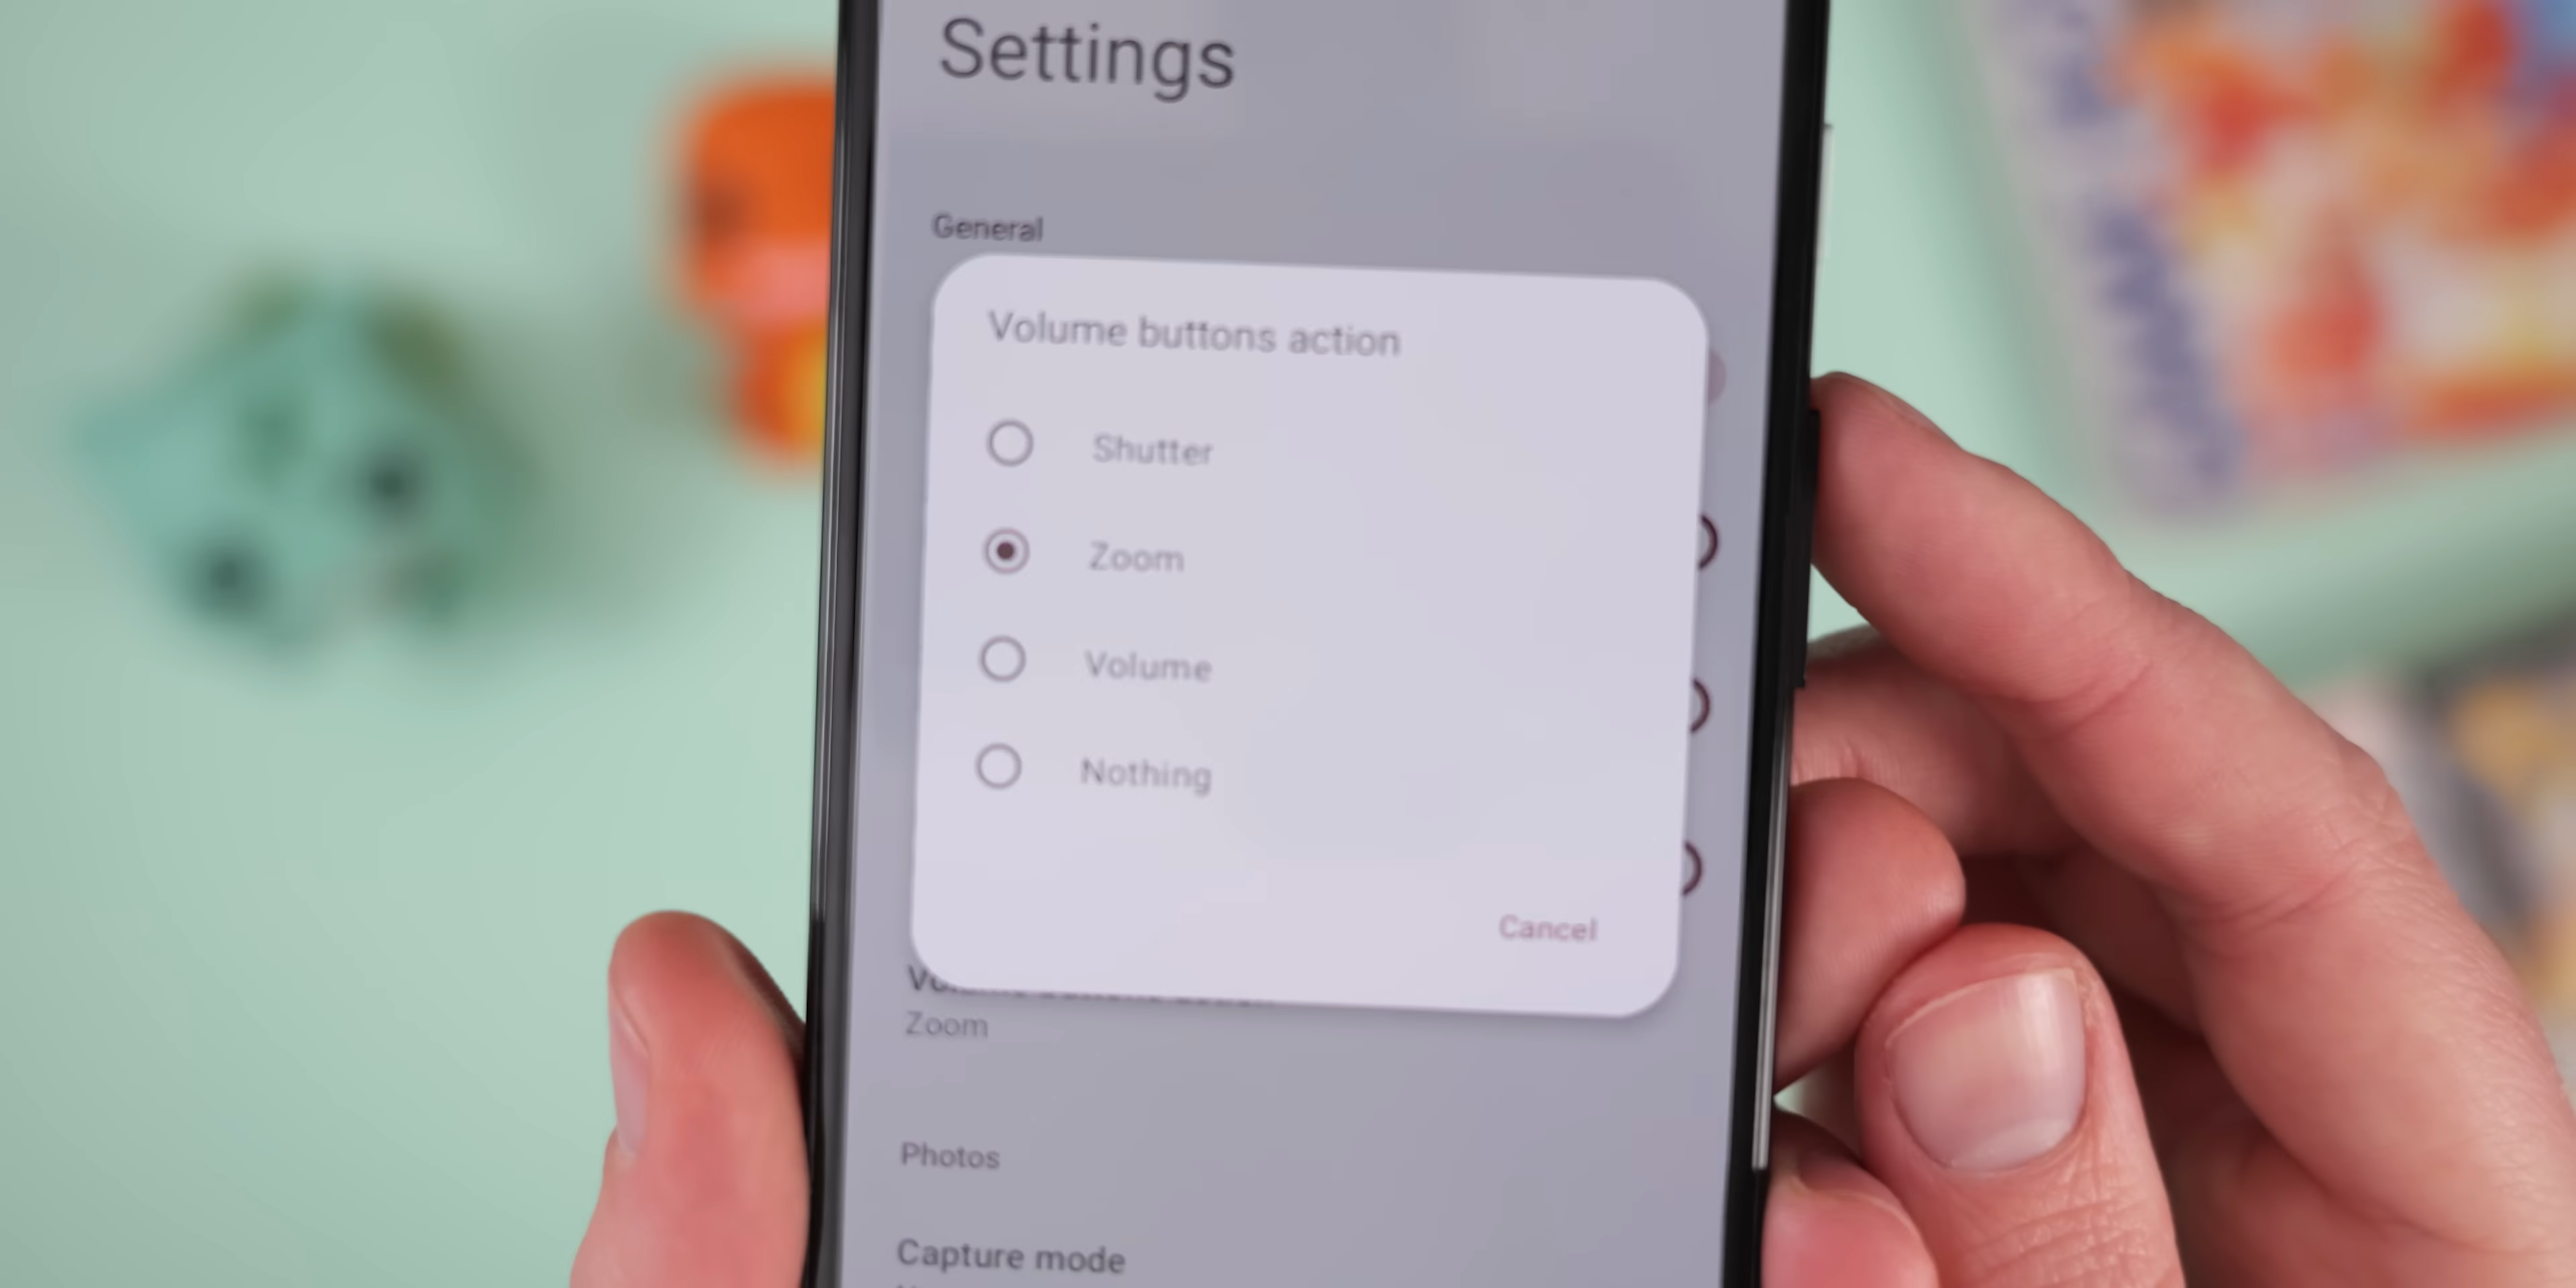 Settings
General
Volume buttons action
Shutter
Zoom
Volume
Nothing
Cancel
Zoom
Photos
Capture mode